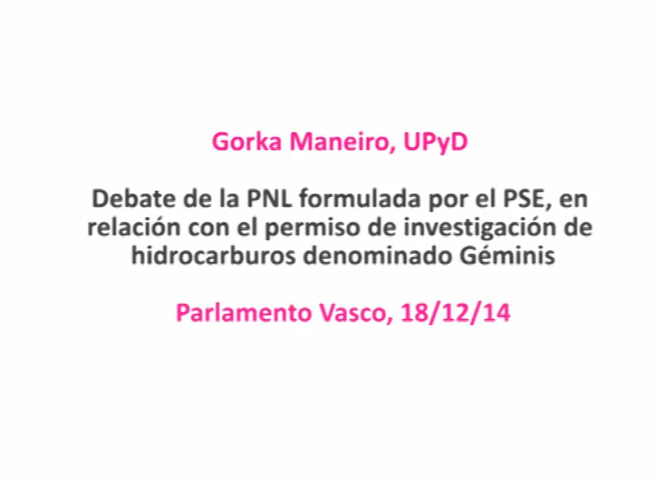 Gorka Maneiro, UPyD
Debate de la PNL formulada por el PSE, en
relación con el permiso de investigación de
hidrocarburos denominado Géminis
Parlamento Vasco, 18/12/14